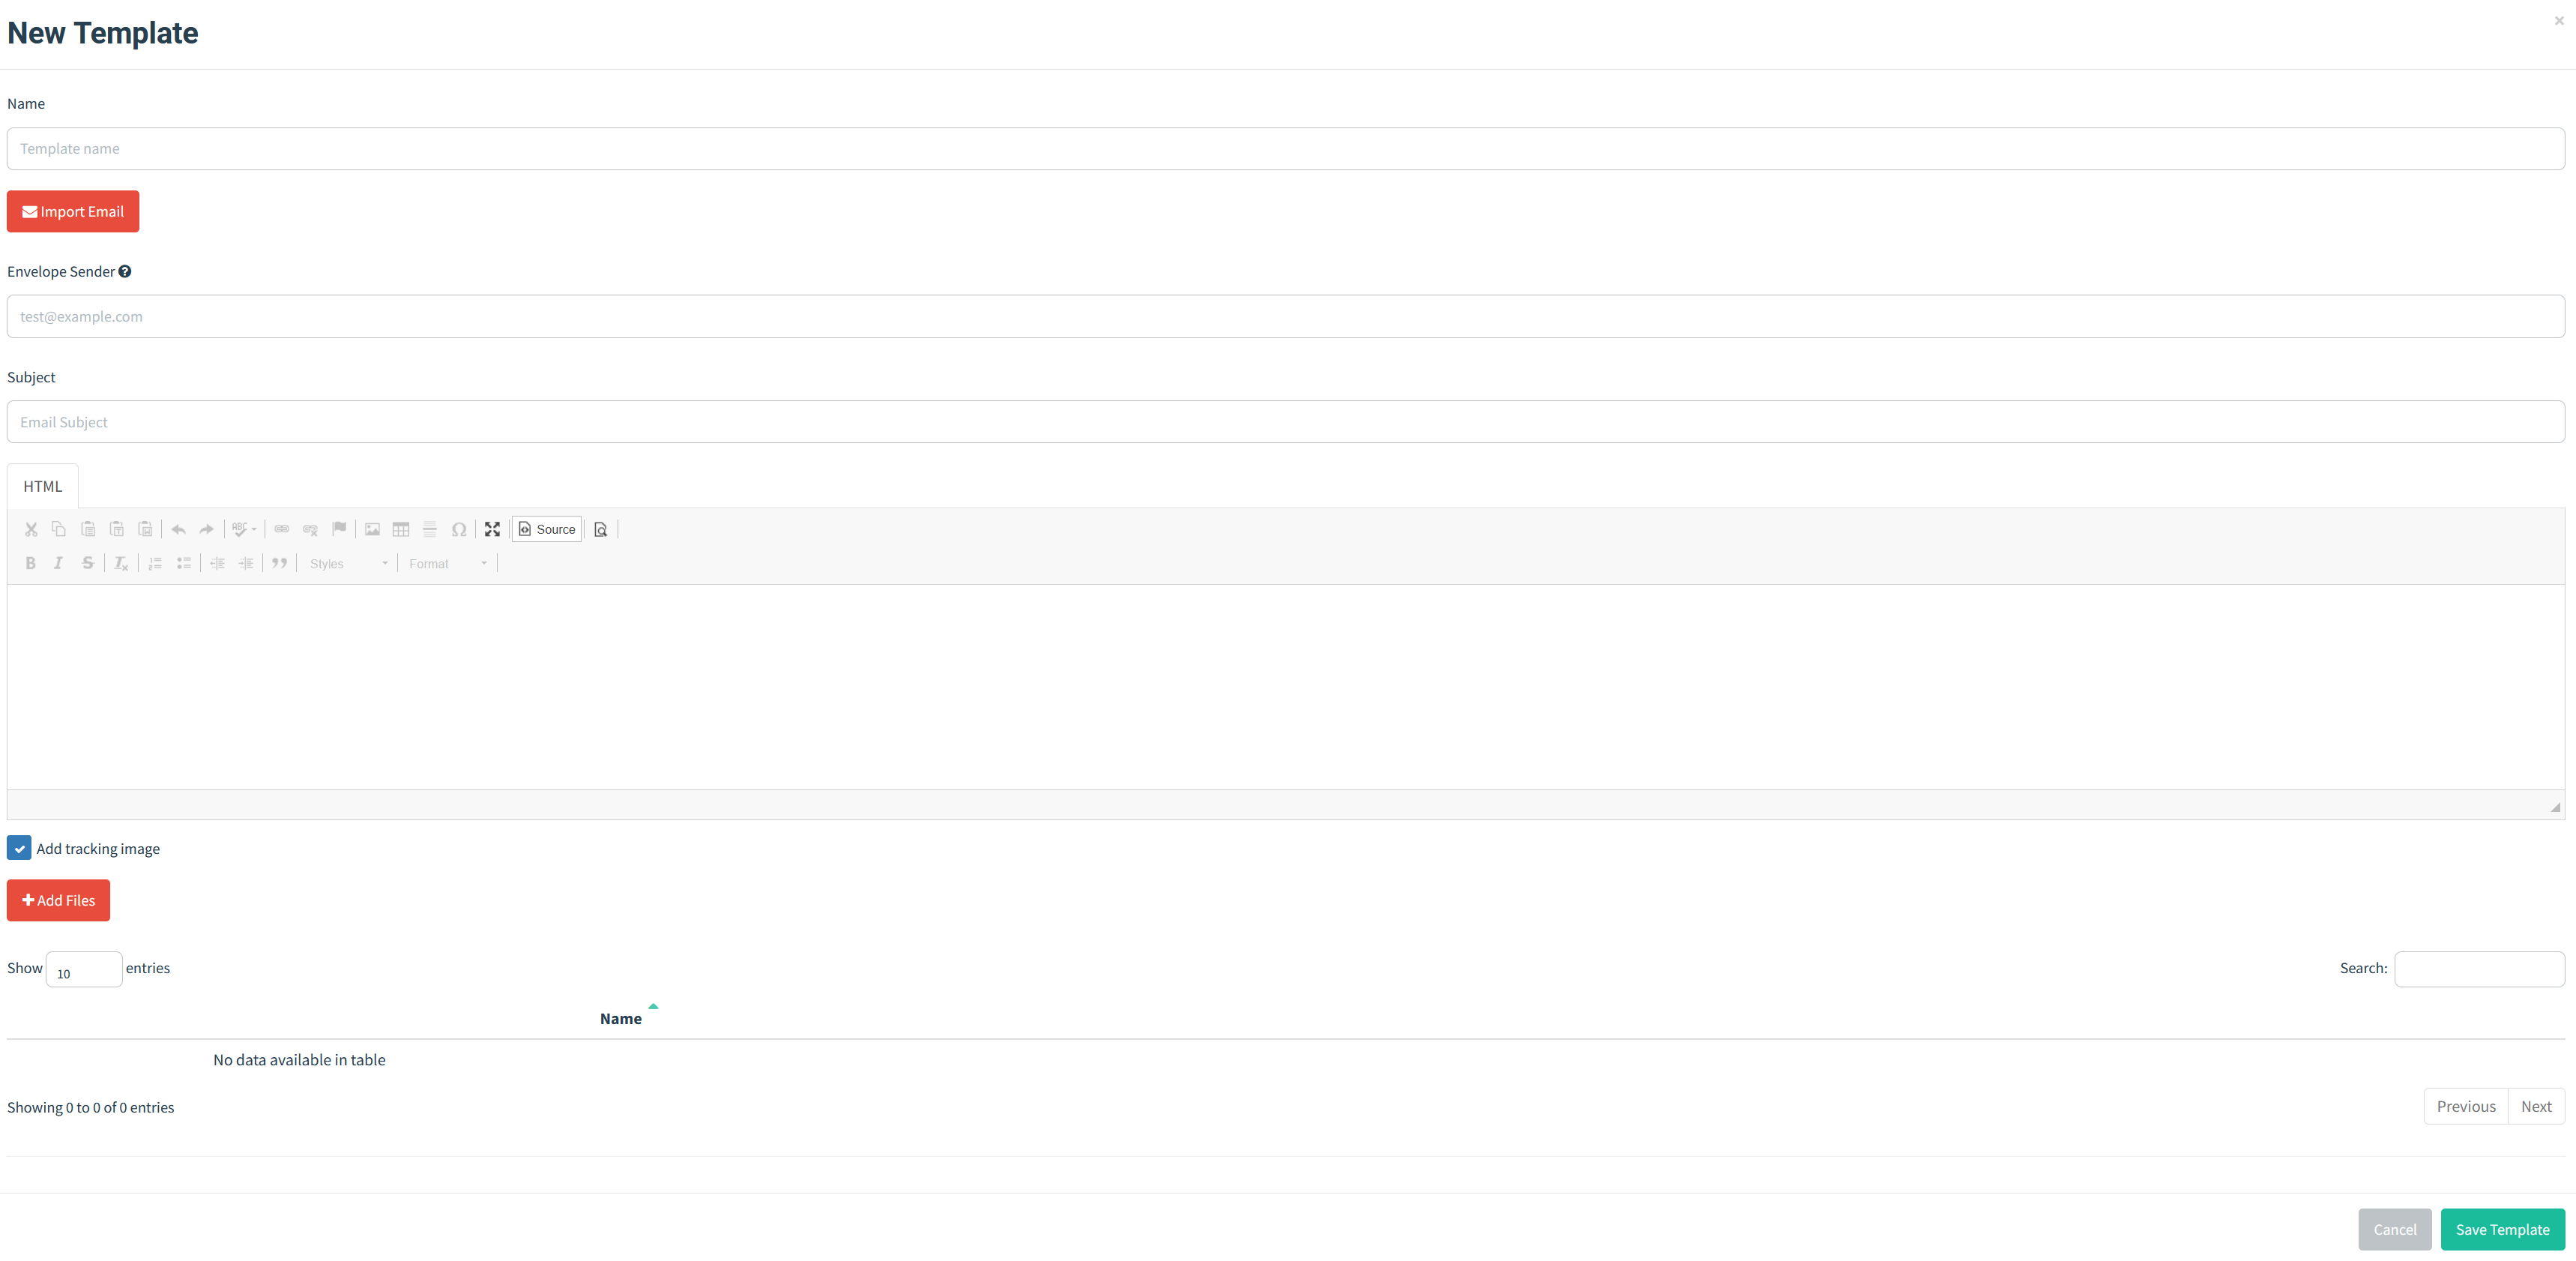 New Template
×
Name
Template name
Import Email
Envelope Sender
test@example.com
Subject
Email Subject
HTML
ABC
Source
B I S Ix Styles Format
Add tracking image
Add Files
Show 10 entries Search:
Name
No data available in table
Showing 0 to 0 of 0 entries
Previous Next
Cancel Save Template